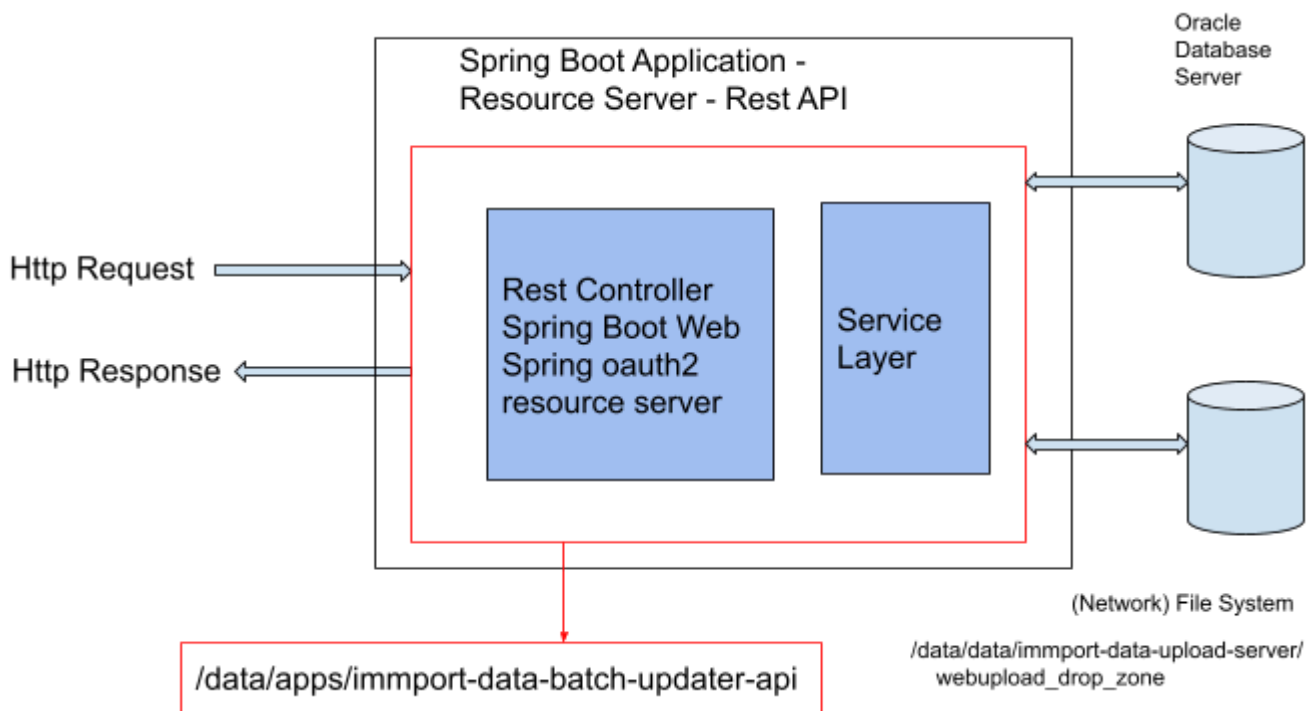 Spring Boot Application -
Resource Server - Rest API
Oracle
Database
Server
Http Request
Http Response
Rest Controller
Spring Boot Web
Spring oauth2
resource server
Service
Layer
(Network) File System
/data/data/immport-data-upload-server/
webupload_drop_zone
/data/apps/immport-data-batch-updater-api